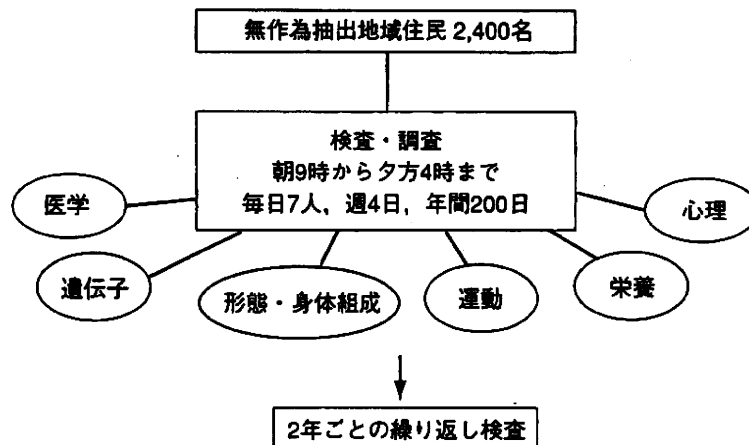 無作為抽出地域住民 2,400名
検査・調査
朝9時から夕方4時まで
毎日7人，週4日，年間200日
医学
心理
遺伝子
形態・身体組成
運動
栄養
2年ごとの繰り返し検査